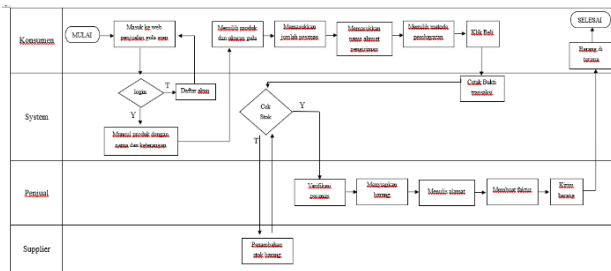 Konsumen
MULAI
Masuk ke web
penjualan gula aren
Memilih produk
dan ukuran gula
Memasukkan
jumlah pesanan
Memasukkan
nama alamat
pengiriman
Memilih metode
pembayaran
Klik Beli
SELESAI
Barang di
terima
System
login
T
Daftar akun
Y
Muncul produk dengan
nama dan keterangan
Cek
Stok
Y
T
Cetak Bukti
transaksi
Penjual
Verifikasi
pesanan
Menyiapkan
barang
Menulis alamat
Membuat faktur
Kirim
barang
Supplier
Penambahan
stok barang